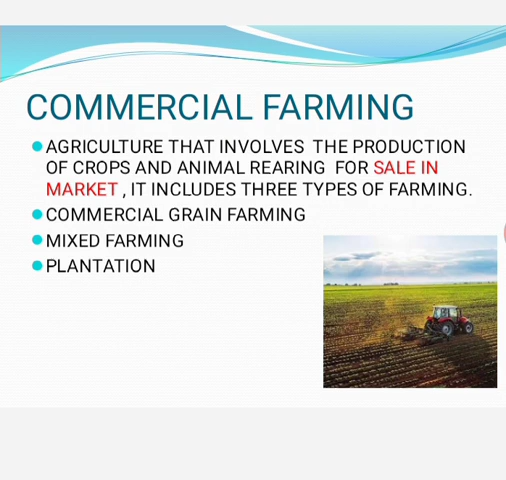 COMMERCIAL FARMING
AGRICULTURE THAT INVOLVES THE PRODUCTION
OF CROPS AND ANIMAL REARING FOR SALE IN
MARKET , IT INCLUDES THREE TYPES OF FARMING.
COMMERCIAL GRAIN FARMING
MIXED FARMING
PLANTATION